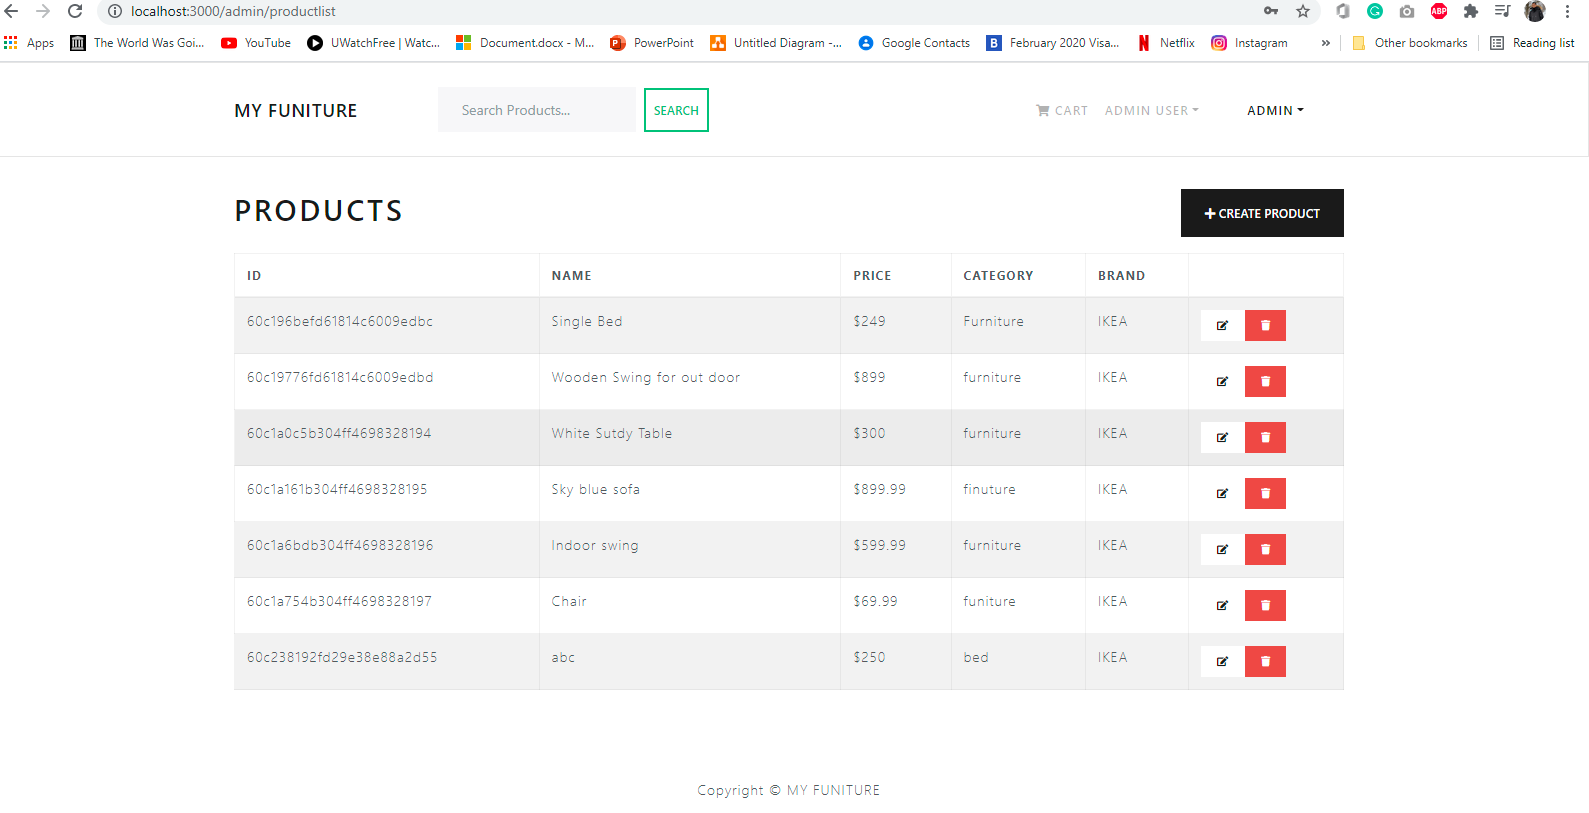 localhost:3000/admin/productlist
ABP
Apps The World Was Goi... YouTube UWatchFree | Watc... Document.docx - M... PowerPoint Untitled Diagram -... Google Contacts B February 2020 Visa... Netflix Instagram » Other bookmarks Reading list
MY FUNITURE Search Products... SEARCH CART ADMIN USER ADMIN
PRODUCTS CREATE PRODUCT
ID NAME PRICE CATEGORY BRAND
60c196befd61814c6009edbc Single Bed $249 Furniture IKEA
60c19776fd61814c6009edbd Wooden Swing for out door $899 furniture IKEA
60c1a0c5b304ff4698328194 White Sutdy Table $300 furniture IKEA
60c1a161b304ff4698328195 Sky blue sofa $899.99 finuture IKEA
60c1a6bdb304ff4698328196 Indoor swing $599.99 furniture IKEA
60c1a754b304ff4698328197 Chair $69.99 funiture IKEA
60c238192fd29e38e88a2d55 abc $250 bed IKEA
Copyright © MY FUNITURE